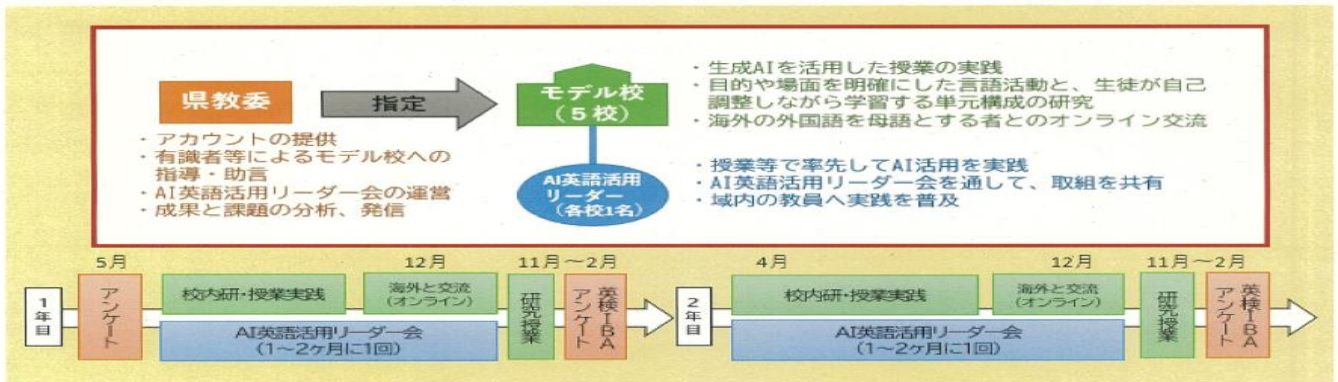 県教委
指定
モデル校
(5校)
・アカウントの提供
・有識者等によるモデル校への
指導・助言
・AI英語活用リーダー会の運営
・成果と課題の分析、発信
・生成AIを活用した授業の実践
・目的や場面を明確にした言語活動と、生徒が自己
調整しながら学習する単元構成の研究
・海外の外国語を母語とする者とのオンライン交流
AI英語活用
リーダー
(各校1名)
・授業等で率先してAI活用を実践
・AI英語活用リーダー会を通して、取組を共有
・域内の教員へ実践を普及
5月
12月
11月～2月
4月
12月
11月～2月
1年目
アンケート
校内研・授業実践
海外と交流
(オンライン)
AI英語活用リーダー会
(1～2ヶ月に1回)
研究授業
英検IBA
アンケート
2年目
校内研・授業実践
海外と交流
(オンライン)
AI英語活用リーダー会
(1～2ヶ月に1回)
研究授業
英検IBA
アンケート